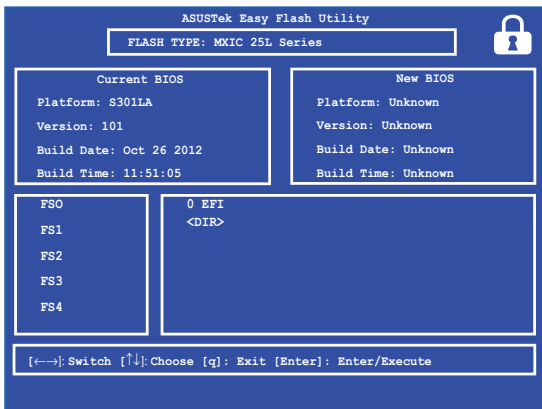 ASUSTek Easy Flash Utility
FLASH TYPE: MXIC 25L Series
Current BIOS
Platform: S301LA
Version: 101
Build Date: Oct 26 2012
Build Time: 11:51:05
New BIOS
Platform: Unknown
Version: Unknown
Build Date: Unknown
Build Time: Unknown
FSO
FS1
FS2
FS3
FS4
0 EFI
<DIR>
[←→]: Switch [↑↓]: Choose [q]: Exit [Enter]: Enter/Execute